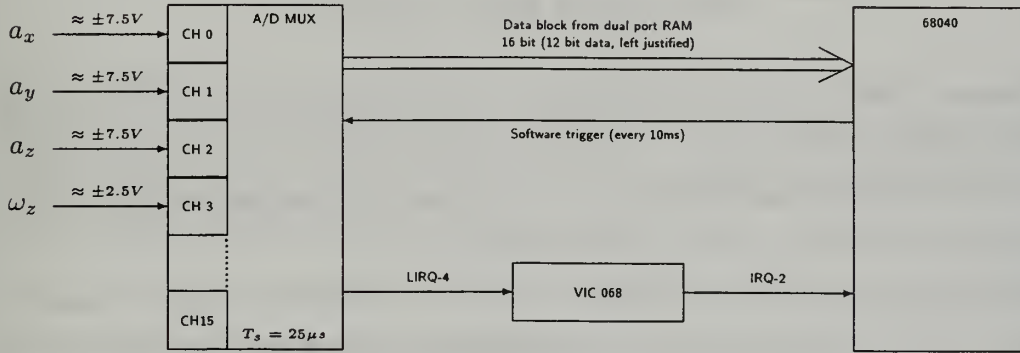 A/D MUX
68040
a_x
≈ ±7.5V
CH 0
Data block from dual port RAM
16 bit (12 bit data, left justified)
a_y
≈ ±7.5V
CH 1
a_z
≈ ±7.5V
CH 2
Software trigger (every 10ms)
ω_z
≈ ±2.5V
CH 3
LIRQ-4
VIC 068
IRQ-2
CH15
T_s = 25μs